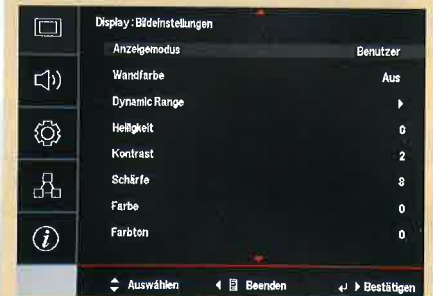 Display : Bildeinstellungen
Anzeigemodus Benutzer
Wandfarbe Aus
Dynamic Range
Helligkeit 0
Kontrast 2
Schärfe 8
Farbe 0
Farbton 0
Auswählen Beenden Bestätigen